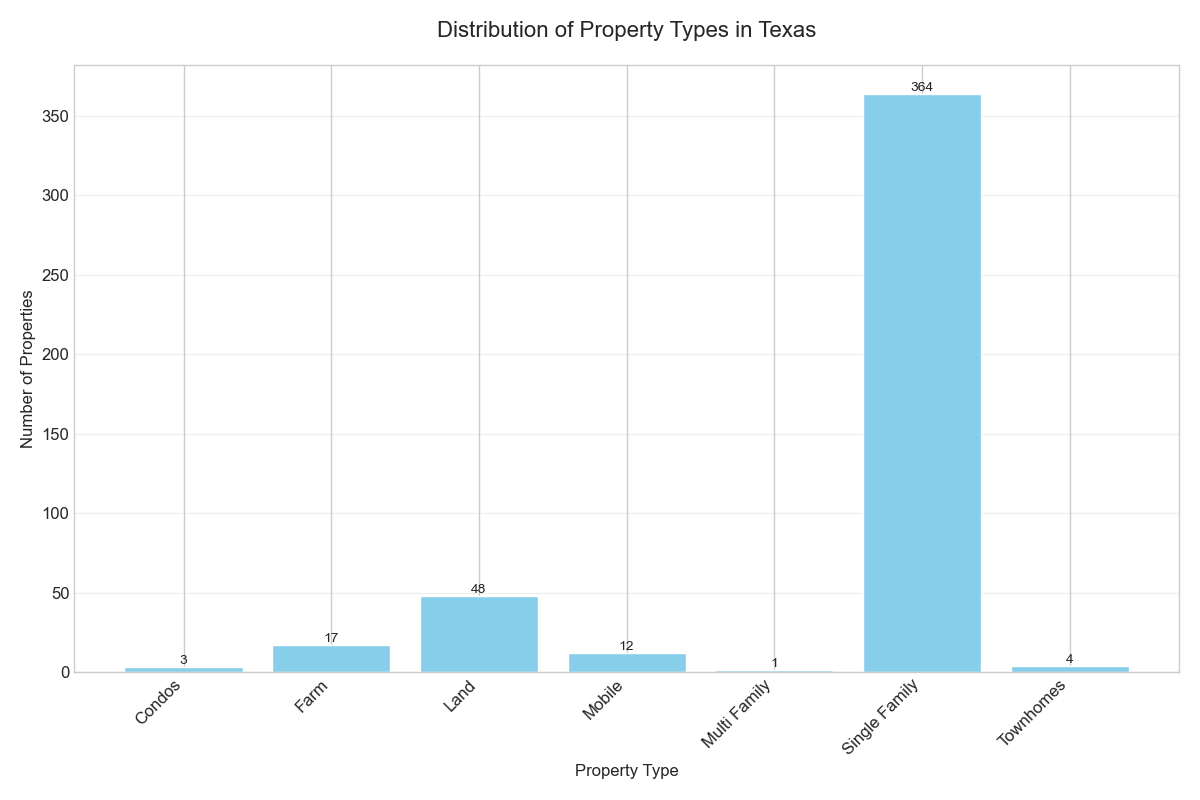 Distribution of Property Types in Texas
Number of Properties
350
300
250
200
150
100
50
0
3
17
48
12
1
364
4
Condos
Farm
Land
Mobile
Multi Family
Single Family
Townhomes
Property Type